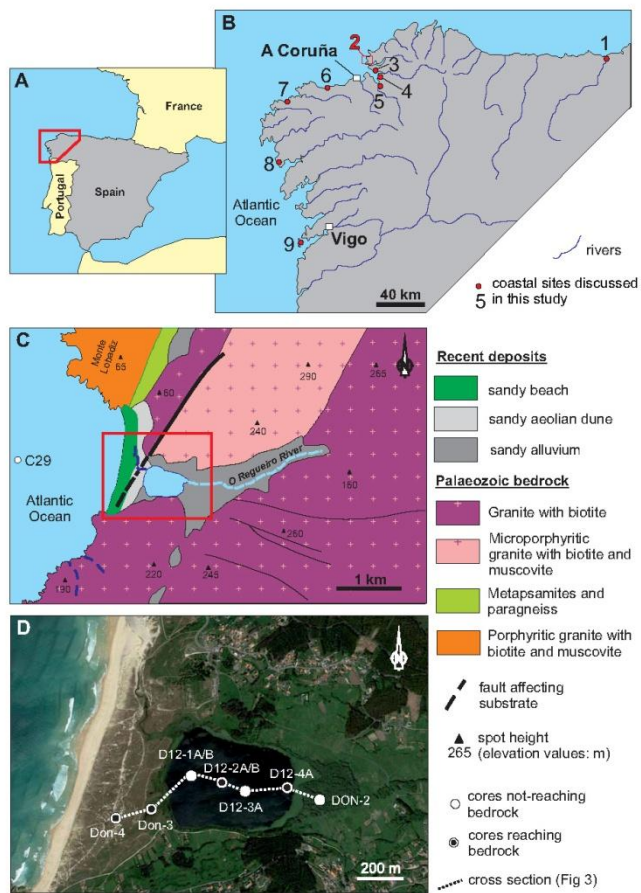 A
France
Portugal
Spain
B
A Coruña
2
1
3
4
5
6
7
8
9
Atlantic
Ocean
Vigo
40 km
rivers
5
coastal sites discussed
in this study
C
Monte
Lobadiz
65
60
290
265
240
C29
O Regueiro River
Atlantic
Ocean
160
260
220
245
190
1 km
N
Recent deposits
sandy beach
sandy aeolian dune
sandy alluvium
Palaeozoic bedrock
Granite with biotite
Microporphyritic
granite with biotite and
muscovite
Metapsamites and
paragneiss
Porphyritic granite with
biotite and muscovite
fault affecting
substrate
265
spot height
(elevation values: m)
cores not-reaching
bedrock
cores reaching
bedrock
cross section (Fig 3)
D
N
D12-1A/B
D12-2A/B
D12-4A
D12-3A
DON-2
Don-3
Don-4
200 m